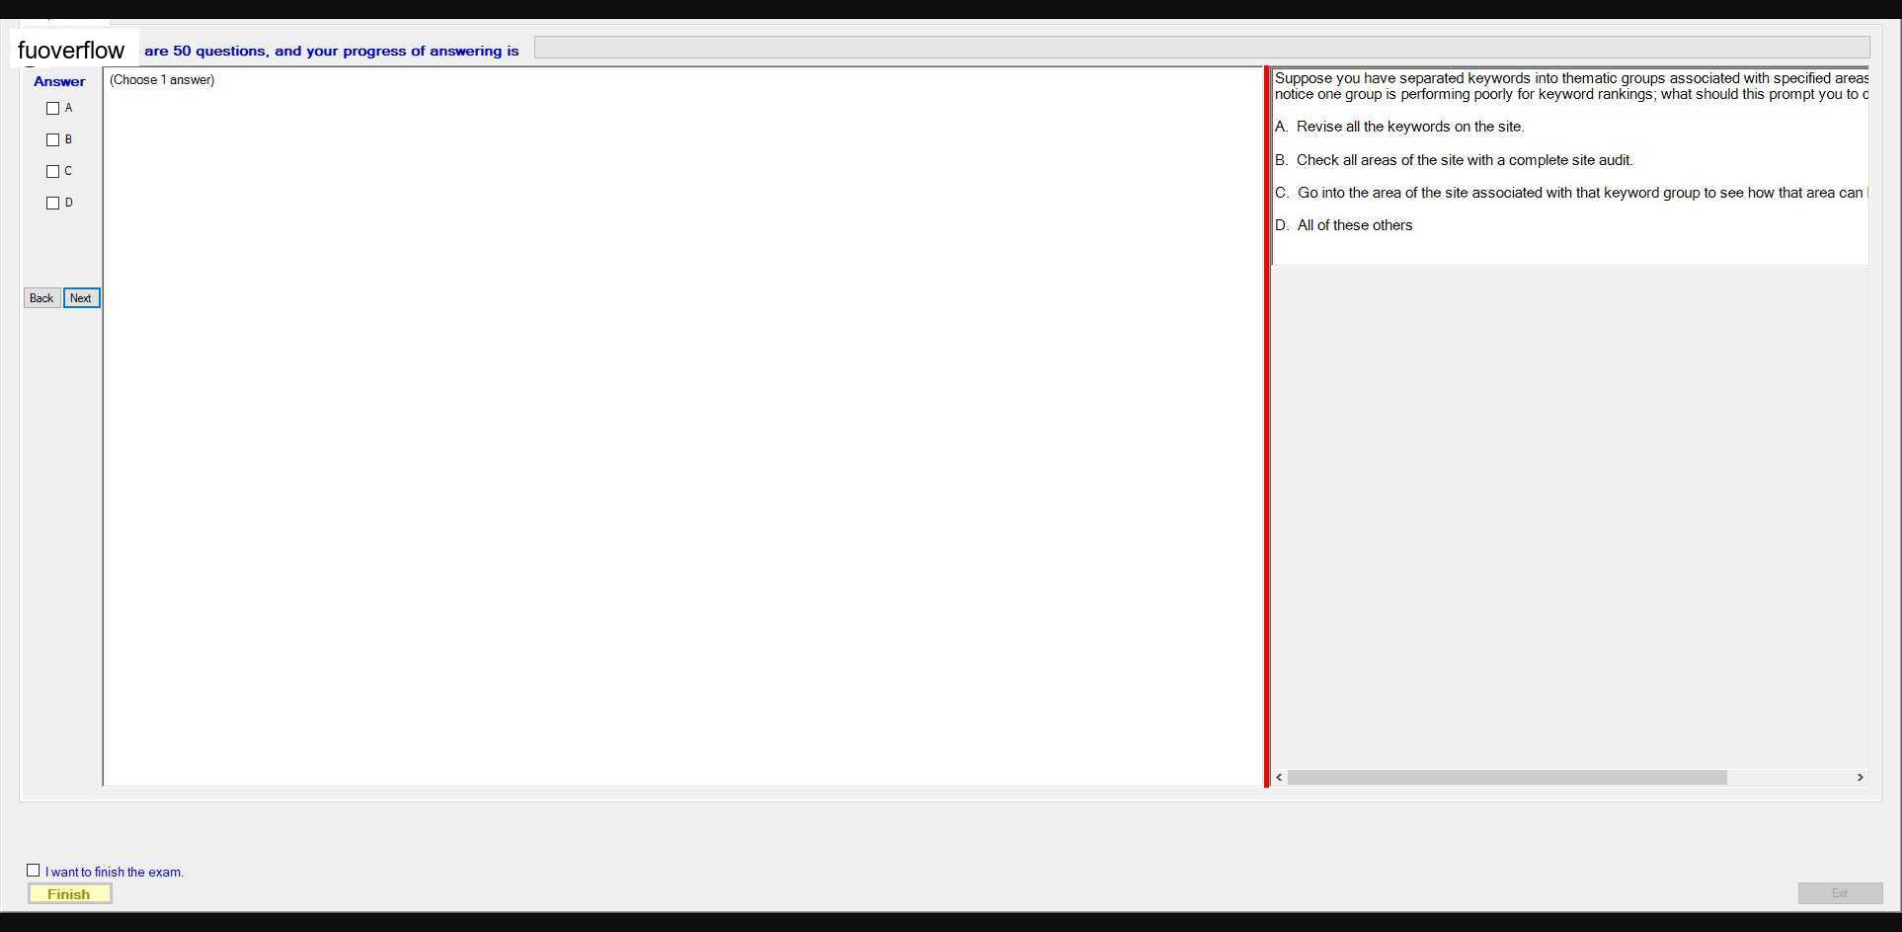 fuoverflow are 50 questions, and your progress of answering is
Answer
(Choose 1 answer)
A
B
C
D
Back Next
Suppose you have separated keywords into thematic groups associated with specified areas
notice one group is performing poorly for keyword rankings; what should this prompt you to
A. Revise all the keywords on the site.
B. Check all areas of the site with a complete site audit.
C. Go into the area of the site associated with that keyword group to see how that area can
D. All of these others
I want to finish the exam.
Finish
Exit